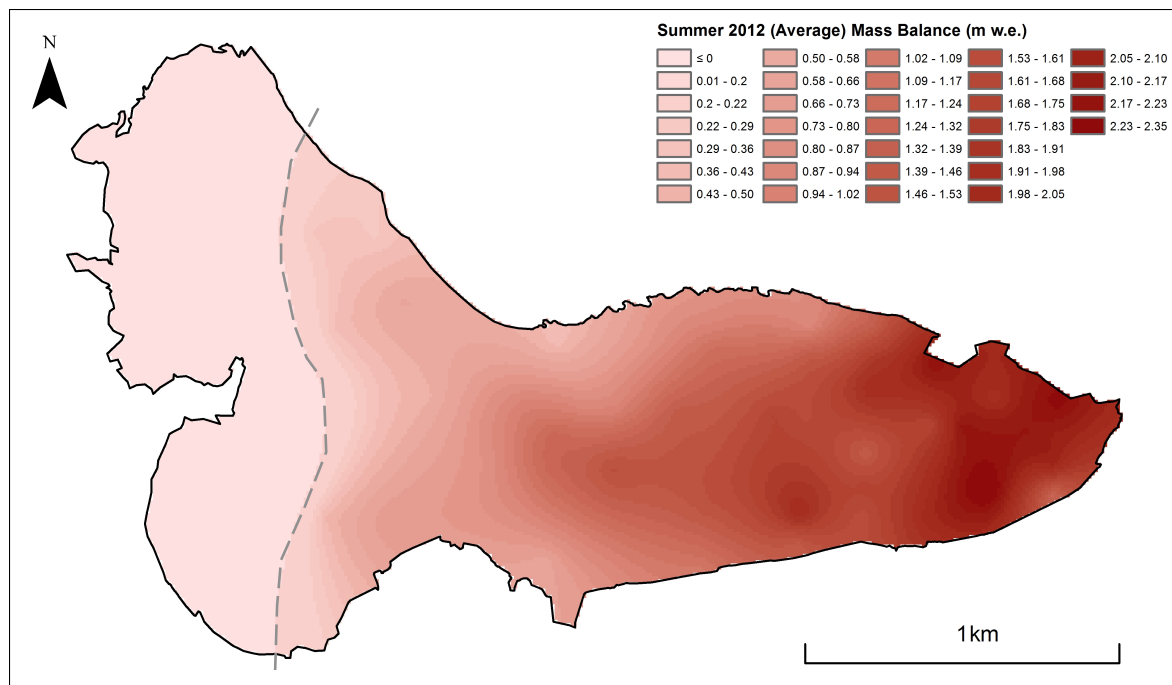 Summer 2012 (Average) Mass Balance (m w.e.)
N
≤ 0
0.01 - 0.2
0.2 - 0.22
0.22 - 0.29
0.29 - 0.36
0.36 - 0.43
0.43 - 0.50
0.50 - 0.58
0.58 - 0.66
0.66 - 0.73
0.73 - 0.80
0.80 - 0.87
0.87 - 0.94
0.94 - 1.02
1.02 - 1.09
1.09 - 1.17
1.17 - 1.24
1.24 - 1.32
1.32 - 1.39
1.39 - 1.46
1.46 - 1.53
1.53 - 1.61
1.61 - 1.68
1.68 - 1.75
1.75 - 1.83
1.83 - 1.91
1.91 - 1.98
1.98 - 2.05
2.05 - 2.10
2.10 - 2.17
2.17 - 2.23
2.23 - 2.35
1km